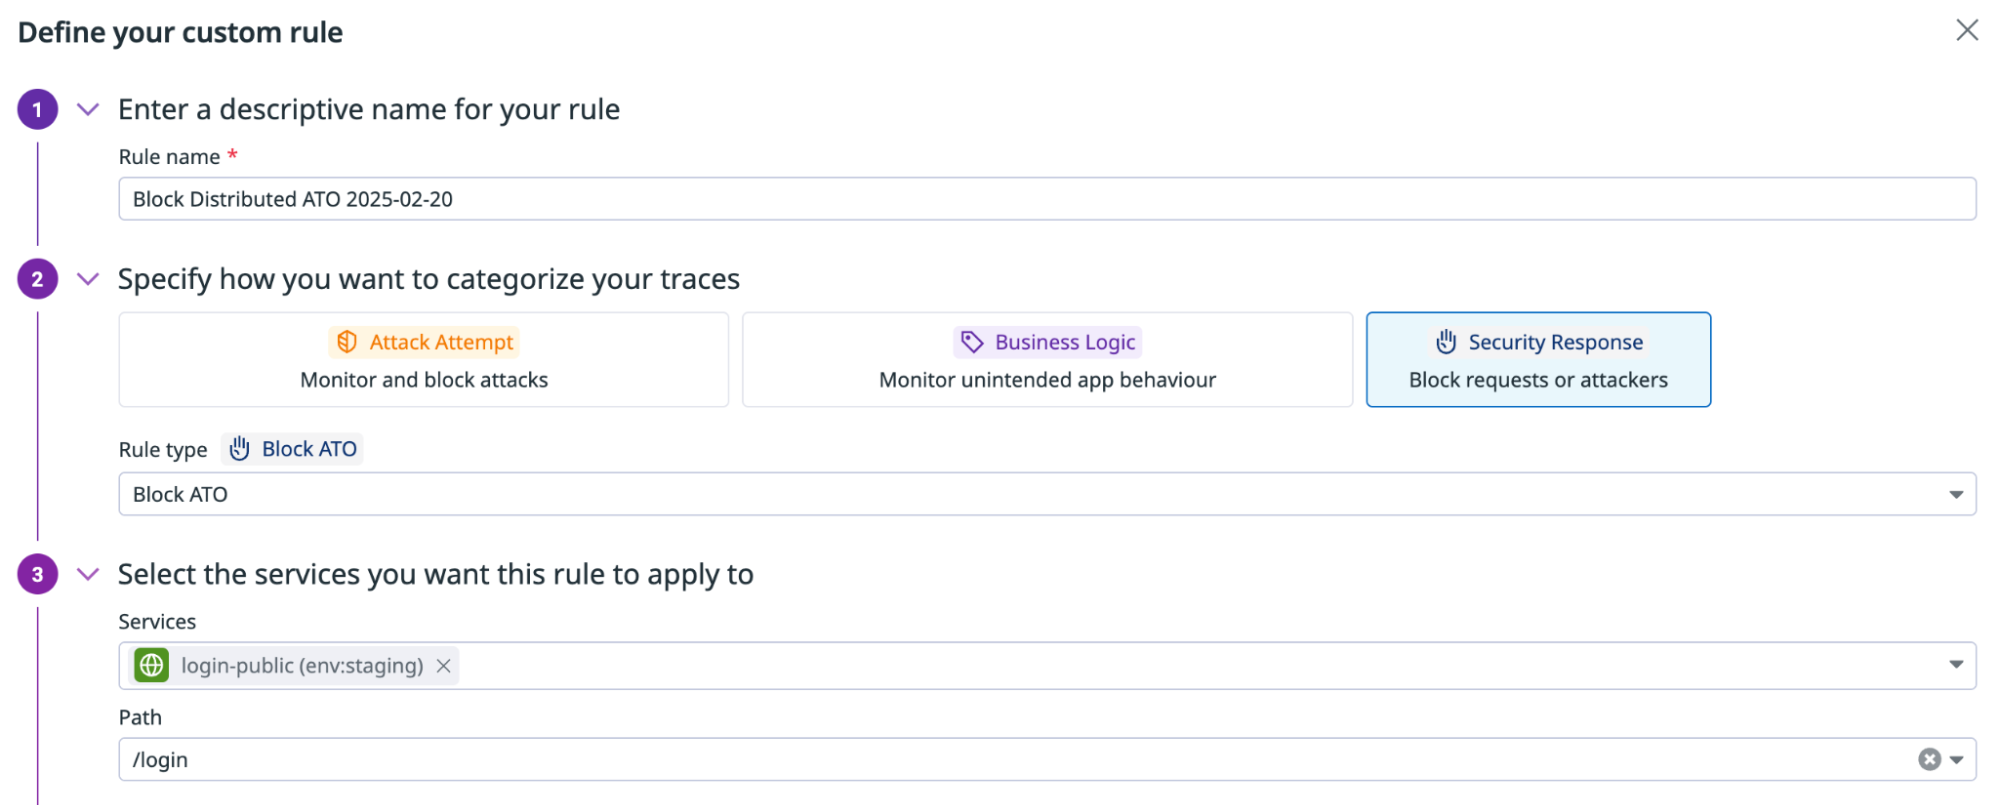 Define your custom rule
1 Enter a descriptive name for your rule
Rule name *
Block Distributed ATO 2025-02-20
2 Specify how you want to categorize your traces
Attack Attempt
Monitor and block attacks
Business Logic
Monitor unintended app behaviour
Security Response
Block requests or attackers
Rule type Block ATO
Block ATO
3 Select the services you want this rule to apply to
Services
login-public (env:staging)
Path
/login